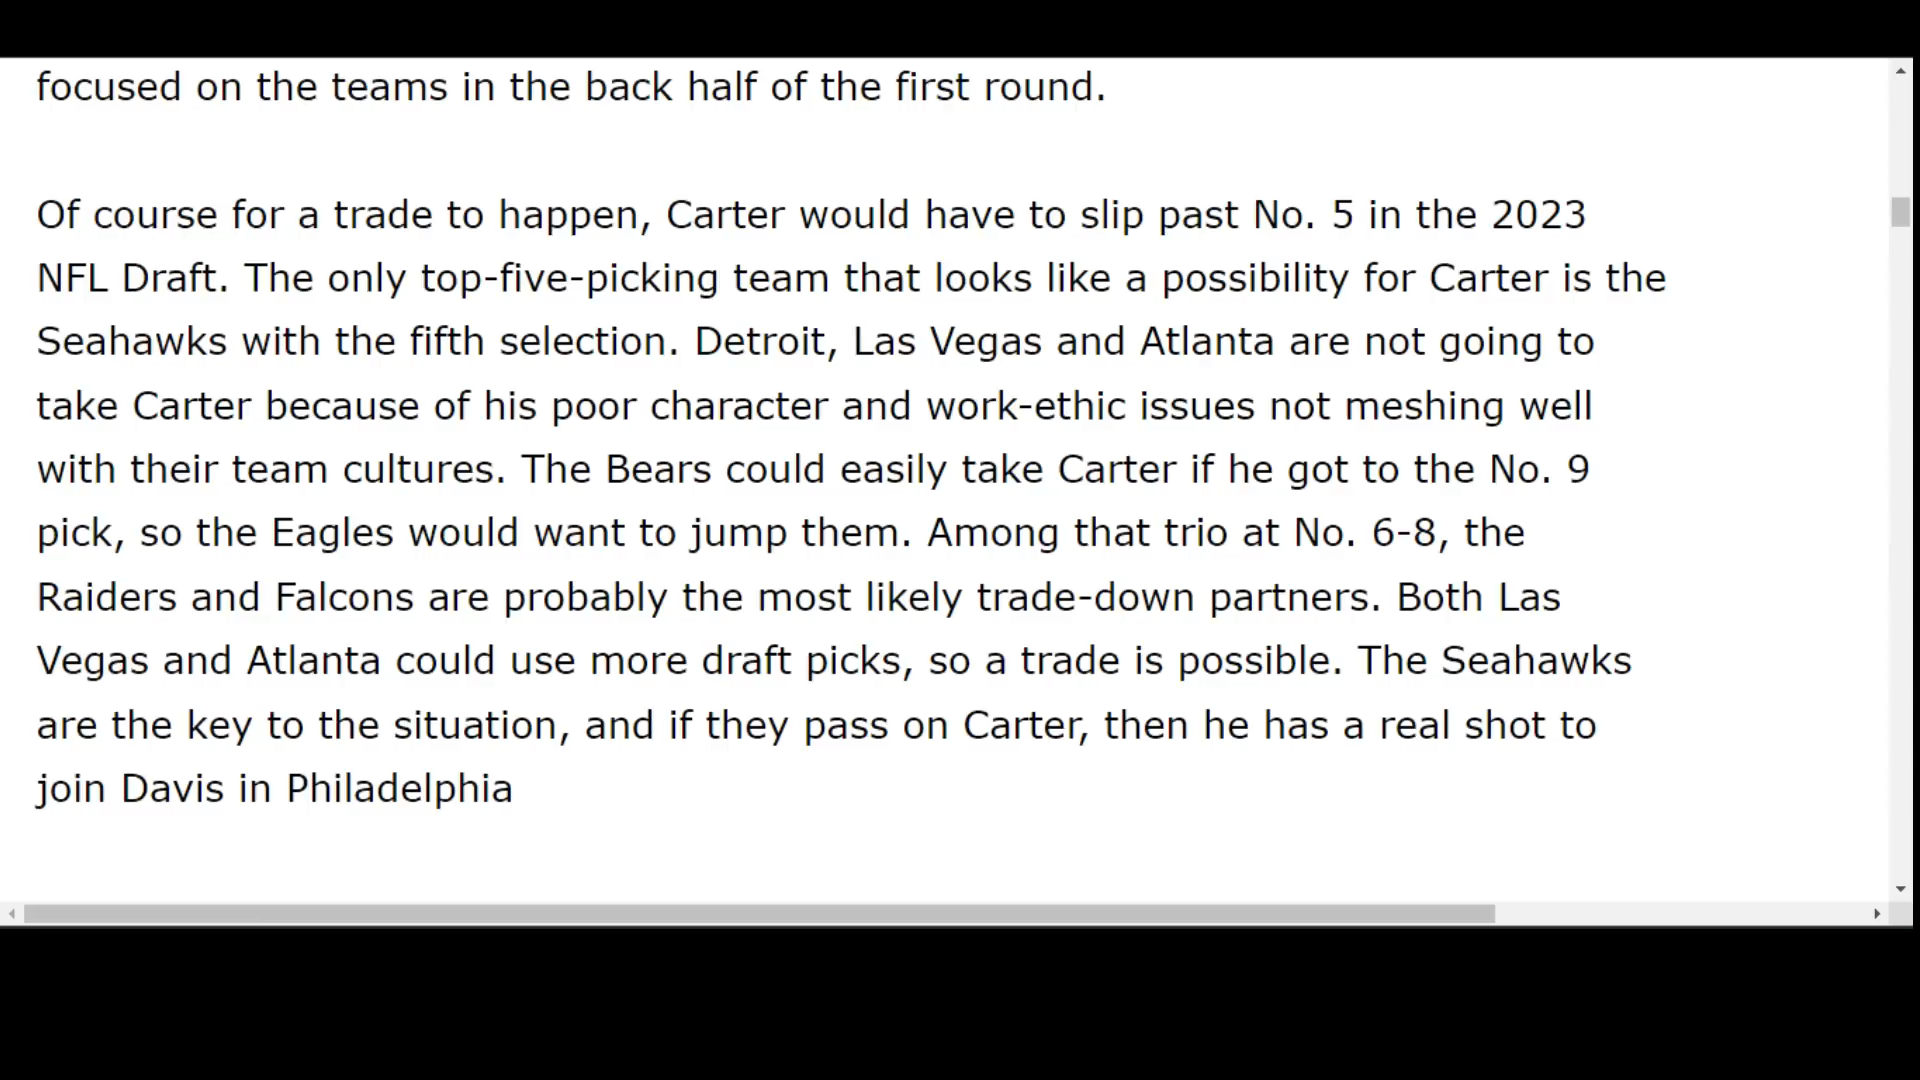 focused on the teams in the back half of the first round.
Of course for a trade to happen, Carter would have to slip past No. 5 in the 2023
NFL Draft. The only top-five-picking team that looks like a possibility for Carter is the
Seahawks with the fifth selection. Detroit, Las Vegas and Atlanta are not going to
take Carter because of his poor character and work-ethic issues not meshing well
with their team cultures. The Bears could easily take Carter if he got to the No. 9
pick, so the Eagles would want to jump them. Among that trio at No. 6-8, the
Raiders and Falcons are probably the most likely trade-down partners. Both Las
Vegas and Atlanta could use more draft picks, so a trade is possible. The Seahawks
are the key to the situation, and if they pass on Carter, then he has a real shot to
join Davis in Philadelphia